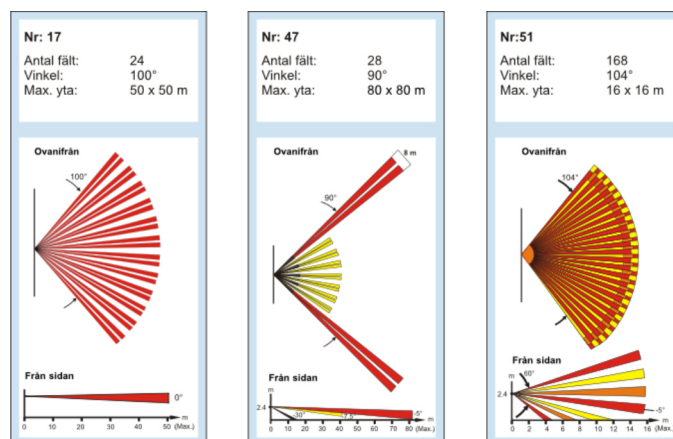 Nr: 17
Antal fält: 24
Vinkel: 100°
Max. yta: 50 x 50 m
Ovanifrån
100°
Från sidan
0°
m
0 10 20 30 40 50 (Max.)
Nr: 47
Antal fält: 28
Vinkel: 90°
Max. yta: 80 x 80 m
Ovanifrån
8 m
90°
Från sidan
m
2.4
-30°
-7.5°
-5°
m
0 10 20 30 40 50 60 70 80 (Max.)
Nr:51
Antal fält: 168
Vinkel: 104°
Max. yta: 16 x 16 m
Ovanifrån
104°
Från sidan
m
60°
2.4
-5°
m
0 2 4 6 8 10 12 14 16 (Max.)